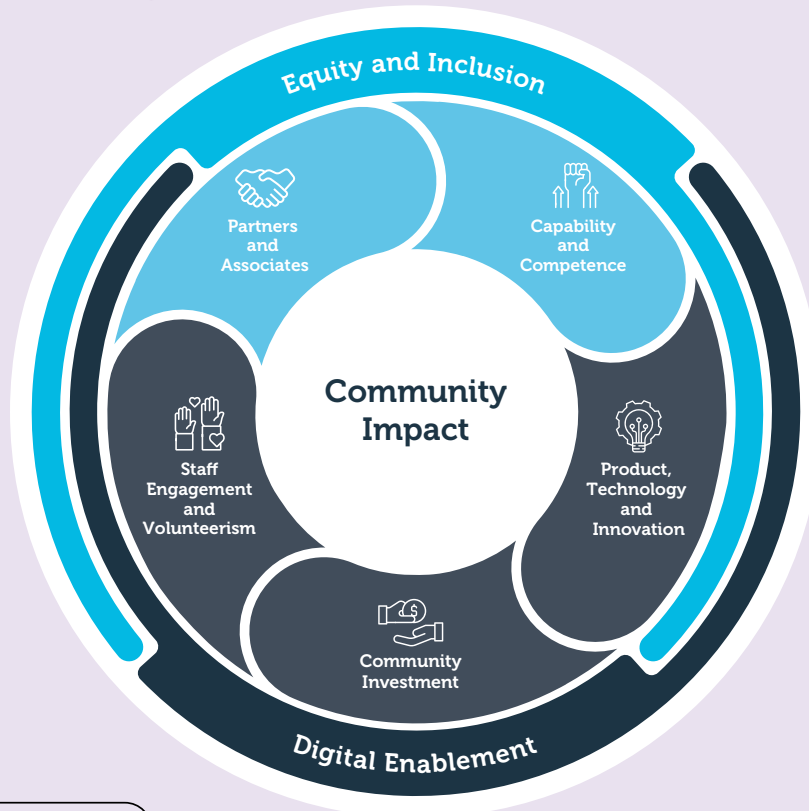 Equity and Inclusion
Partners
and
Associates
Capability
and
Competence
Community
Impact
Staff
Engagement
and
Volunteerism
Product,
Technology
and
Innovation
$
Community
Investment
Digital Enablement